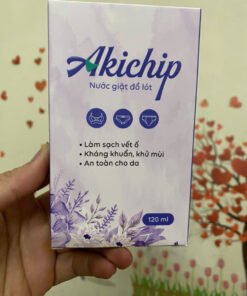 Akichip
Nước giặt đồ lót
• Làm sạch vết ố
• Kháng khuẩn, khử mùi
• An toàn cho da
120 ml